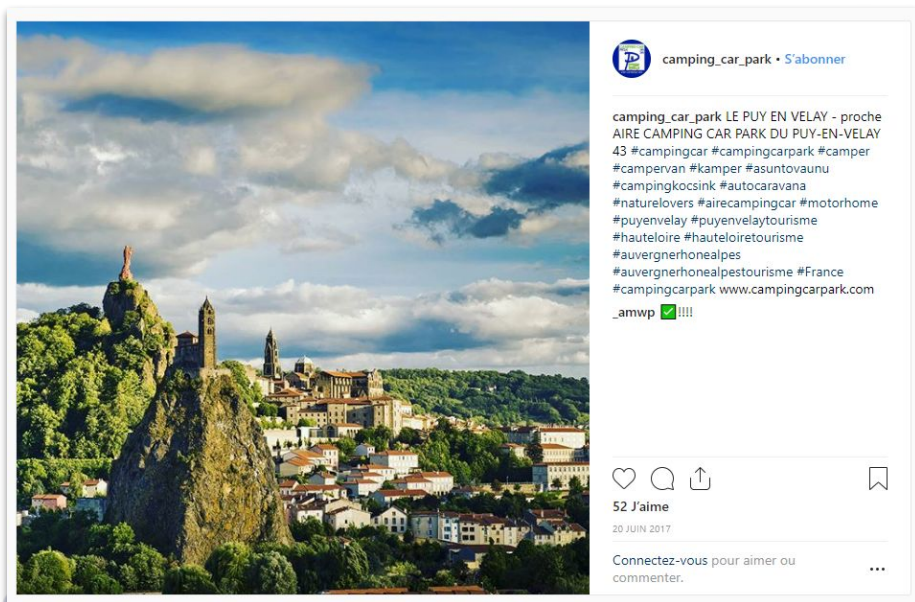 camping_car_park • S'abonner
camping_car_park LE PUY EN VELAY - proche
AIRE CAMPING CAR PARK DU PUY-EN-VELAY
43 #campingcar #campingcarpark #camper
#campervan #kamper #asuntovaunu
#campingkocsink #autocaravana
#naturelovers #airecampingcar #motorhome
#puyenvelay #puyenvelaytourisme
#hauteloire #hauteloiretourisme
#auvergnerhonealpes
#auvergnerhonealpestourisme #France
#campingcarpark www.campingcarpark.com
_amwp ✅!!!!
52 J'aime
20 JUIN 2017
Connectez-vous pour aimer ou
commenter.